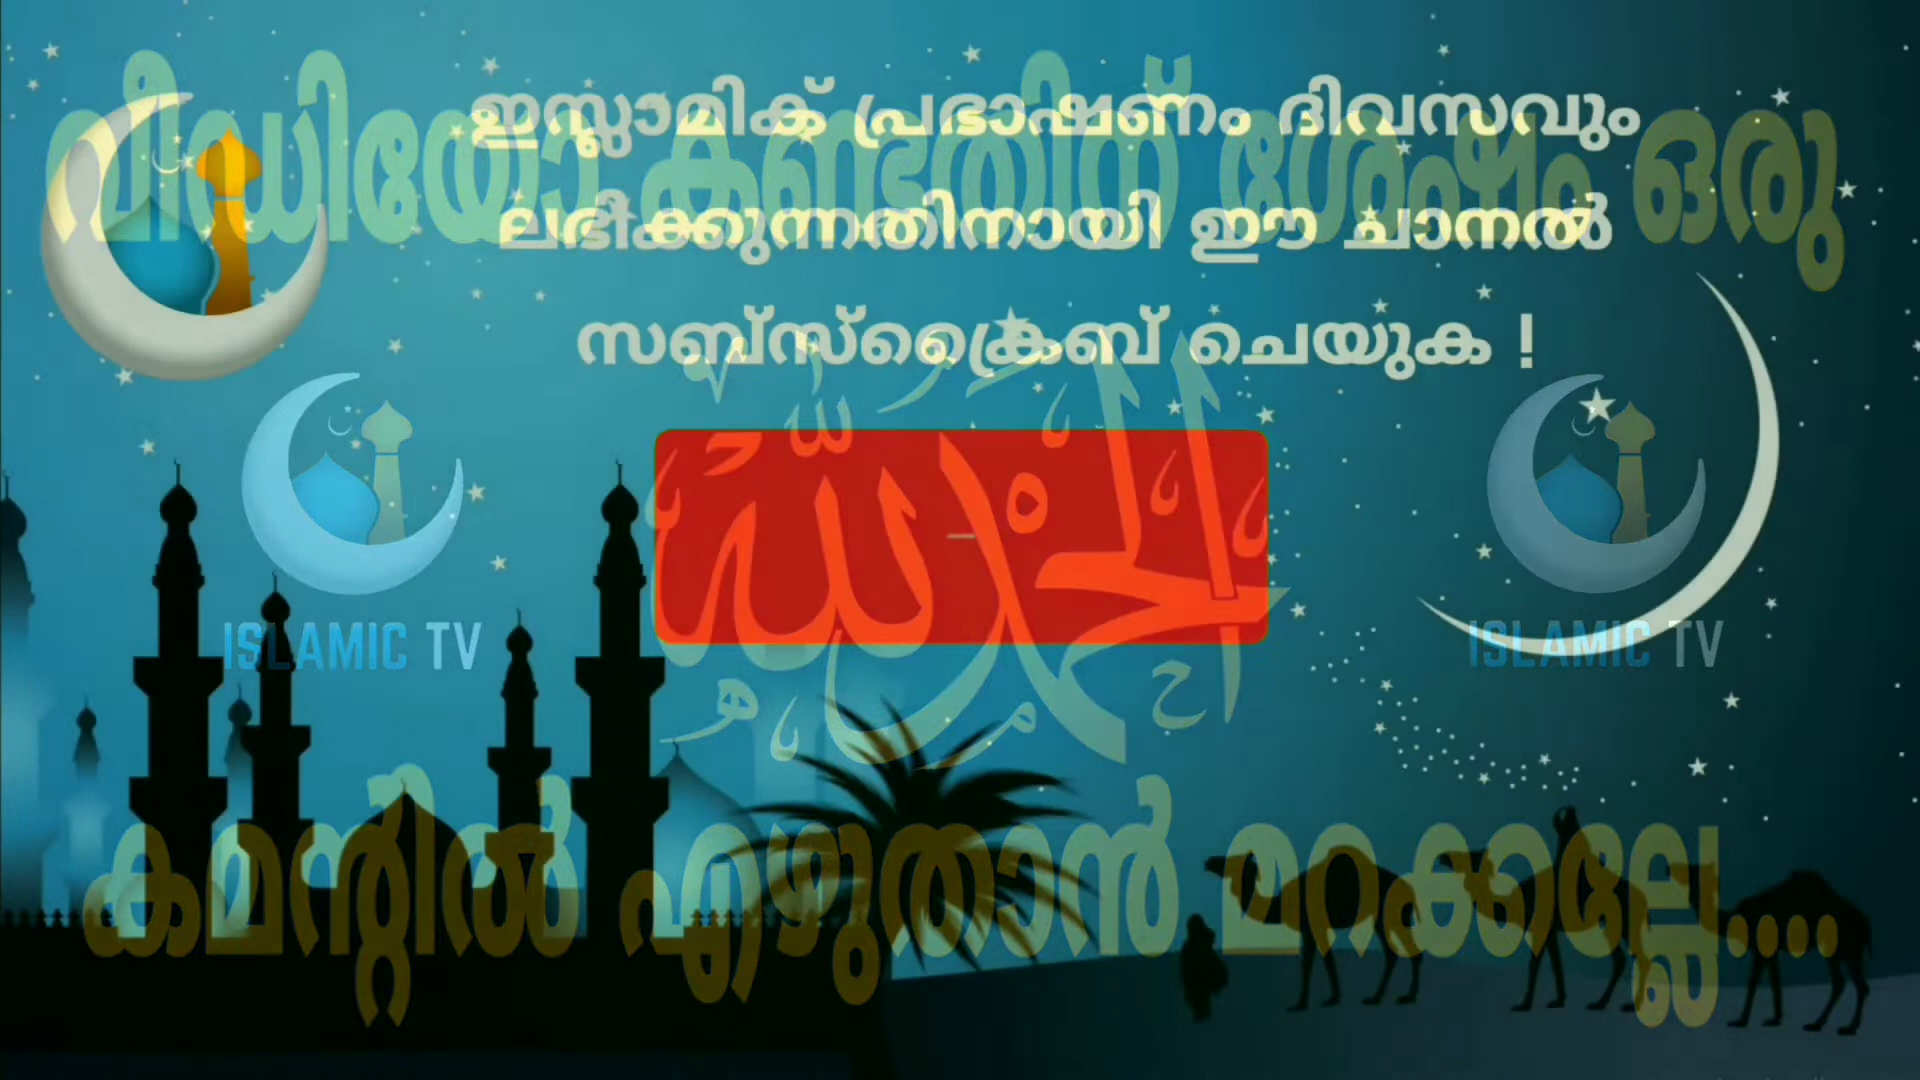 വീഡിയോ കണ്ടതിന് ശേഷം ഒരു
ഇസ്ലാമിക് പ്രഭാഷണം ദിവസവും
ലഭിക്കുന്നതിനായി ഈ ചാനൽ
സബ്സ്ക്രൈബ് ചെയുക !
الحمد لله
ISLAMIC TV
ISLAMIC TV
കമന്റിൽ എഴുതാൻ മറക്കല്ലേ....